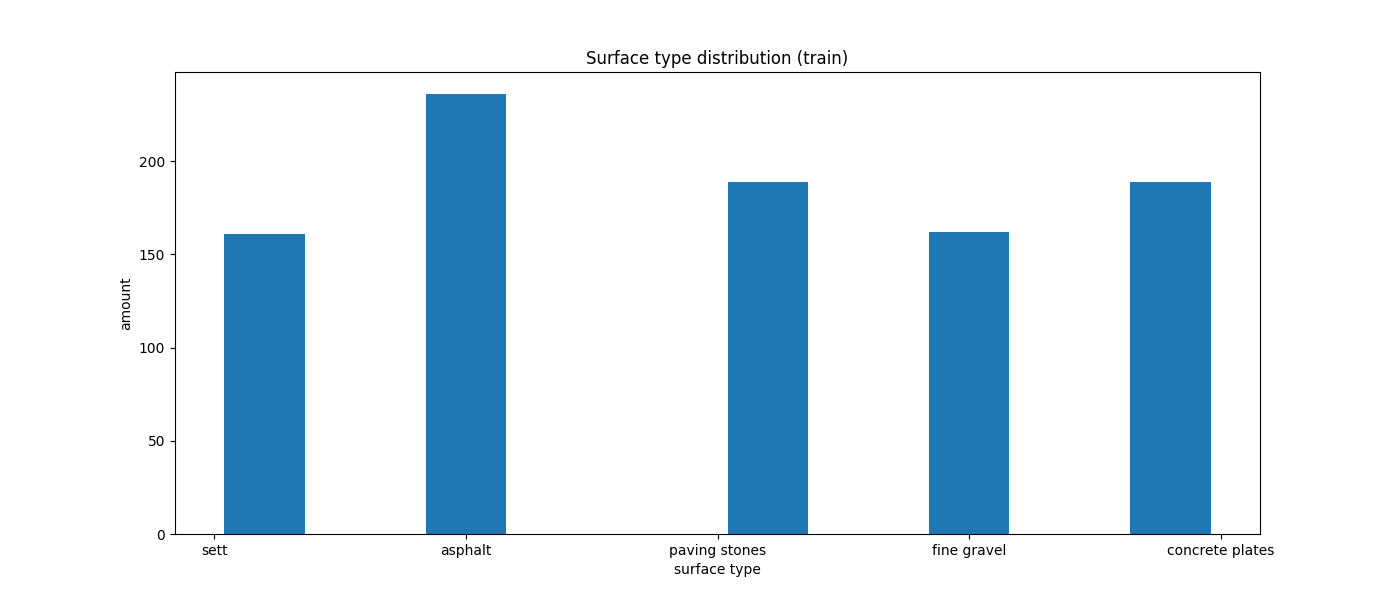 Surface type distribution (train)
200
150
100
50
0
amount
sett asphalt paving stones fine gravel concrete plates
surface type